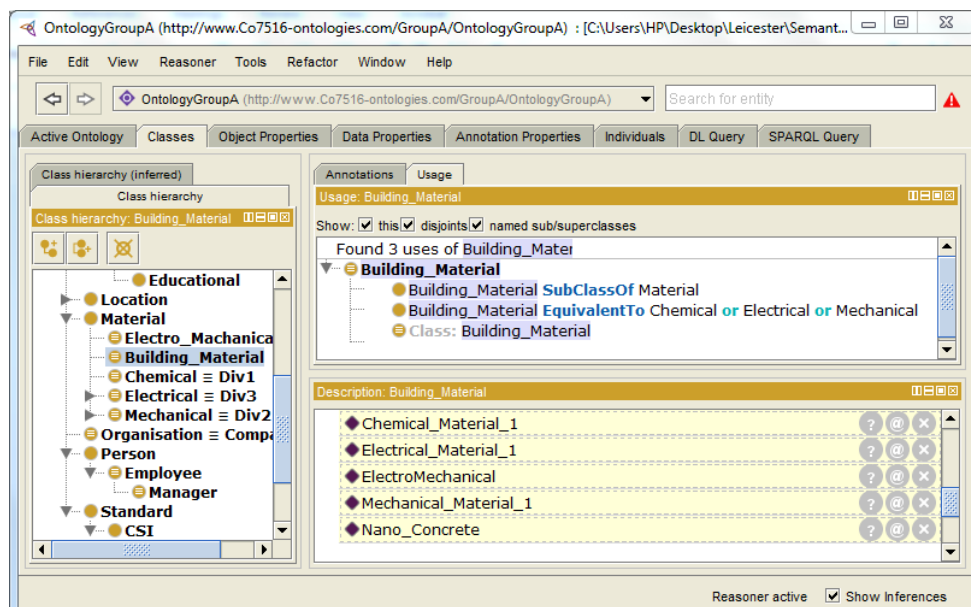 OntologyGroupA (http://www.Co7516-ontologies.com/GroupA/OntologyGroupA) : [C:\Users\HP\Desktop\Leicester\Semant...
File Edit View Reasoner Tools Refactor Window Help
OntologyGroupA (http://www.Co7516-ontologies.com/GroupA/OntologyGroupA) Search for entity
Active Ontology Classes Object Properties Data Properties Annotation Properties Individuals DL Query SPARQL Query
Class hierarchy (inferred)
Class hierarchy
Class hierarchy: Building_Material
Educational
Location
Material
Electro_Machanica
Building_Material
Chemical ≡ Div1
Electrical ≡ Div3
Mechanical ≡ Div2
Organisation ≡ Compa
Person
Employee
Manager
Standard
CSI
Annotations Usage
Usage: Building_Material
Show: this disjoints named sub/superclasses
Found 3 uses of Building_Mater
Building_Material
Building_Material SubClassOf Material
Building_Material EquivalentTo Chemical or Electrical or Mechanical
Class: Building_Material
Description: Building_Material
Chemical_Material_1 ? @ ×
Electrical_Material_1 ? @ ×
ElectroMechanical ? @ ×
Mechanical_Material_1 ? @ ×
Nano_Concrete ? @ ×
Reasoner active Show Inferences